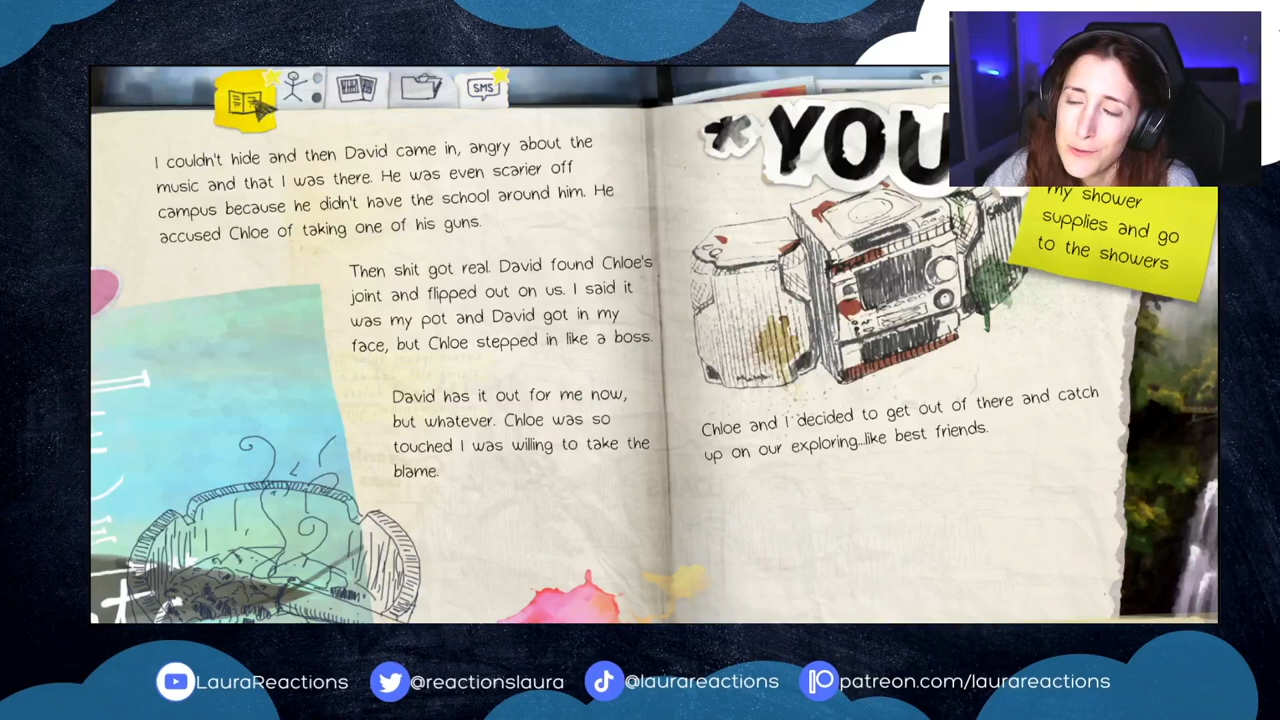 SMS
I couldn't hide and then David came in, angry about the
music and that I was there. He was even scarier off
campus because he didn't have the school around him. He
accused Chloe of taking one of his guns.
Then shit got real. David found Chloe's
joint and flipped out on us. I said it
was my pot and David got in my
face, but Chloe stepped in like a boss.
David has it out for me now,
but whatever. Chloe was so
touched I was willing to take the
blame.
*YOU
my shower
supplies and go
to the showers
Chloe and I decided to get out of there and catch
up on our exploring...like best friends.
LauraReactions
@reactionslaura
@laurareactions
patreon.com/laurareactions